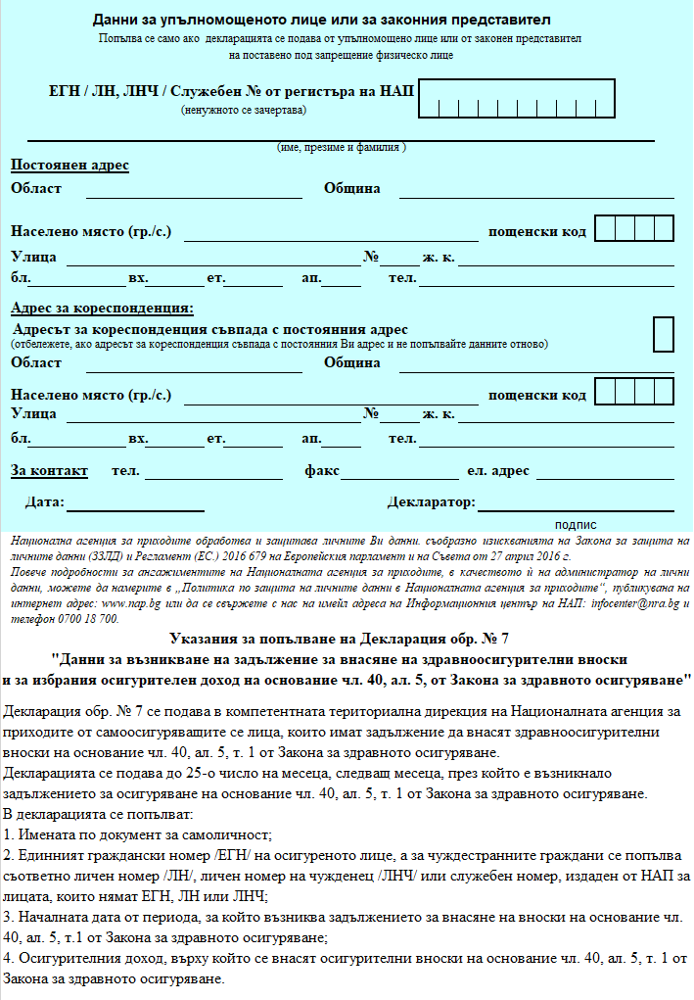 Данни за упълномощеното лице или за законния представител
Попълва се само ако декларацията се подава от упълномощено лице или от законен представител
на поставено под запрещение физическо лице
ЕГН / ЛН, ЛНЧ / Служебен № от регистъра на НАП
(ненужното се зачертава)
(име, презиме и фамилия )
Постоянен адрес
Област Община
Населено място (гр./с.) пощенски код
Улица № ж. к.
бл. вх. ет. ап. тел.
Адрес за кореспонденция:
Адресът за кореспонденция съвпада с постоянния адрес
(отбележете, ако адресът за кореспонденция съвпада с постоянния Ви адрес и не попълвайте данните отново)
Област Община
Населено място (гр./с.) пощенски код
Улица № ж. к.
бл. вх. ет. ап. тел.
За контакт тел. факс ел. адрес
Дата: Декларатор:
подпис
Национална агенция за приходите обработва и защитава личните Ви данни. съобразно изискванията на Закона за защита на
личните данни (ЗЗЛД) и Регламент (ЕС.) 2016 679 на Европейския парламент и на Съвета от 27 април 2016 г.
Повече подробности за ангажиментите на Националната агенция за приходите, в качеството ѝ на администратор на лични
данни, можете да намерите в „Политика по защита на личните данни в Националната агенция за приходите“, публикувана на
интернет адрес: www.nap.bg или да се свържете с нас на имейл адреса на Информационния център на НАП: infocenter@nra.bg и
телефон 0700 18 700.
Указания за попълване на Декларация обр. № 7
"Данни за възникване на задължение за внасяне на здравноосигурителни вноски
и за избрания осигурителен доход на основание чл. 40, ал. 5, от Закона за здравното осигуряване"
Декларация обр. № 7 се подава в компетентната териториална дирекция на Националната агенция за
приходите от самоосигуряващите се лица, които имат задължение да внасят здравноосигурителни
вноски на основание чл. 40, ал. 5, т. 1 от Закона за здравното осигуряване.
Декларацията се подава до 25-о число на месеца, следващ месеца, през който е възникнало
задължението за осигуряване на основание чл. 40, ал. 5, т. 1 от Закона за здравното осигуряване.
В декларацията се попълват:
1. Имената по документ за самоличност;
2. Единният граждански номер /ЕГН/ на осигуреното лице, а за чуждестранните граждани се попълва
съответно личен номер /ЛН/, личен номер на чужденец /ЛНЧ/ или служебен номер, издаден от НАП за
лицата, които нямат ЕГН, ЛН или ЛНЧ;
3. Началната дата от периода, за който възниква задължението за внасяне на вноски на основание чл.
40, ал. 5, т.1 от Закона за здравното осигуряване;
4. Осигурителния доход, върху който се внасят осигурителни вноски на основание чл. 40, ал. 5, т. 1 от
Закона за здравното осигуряване.